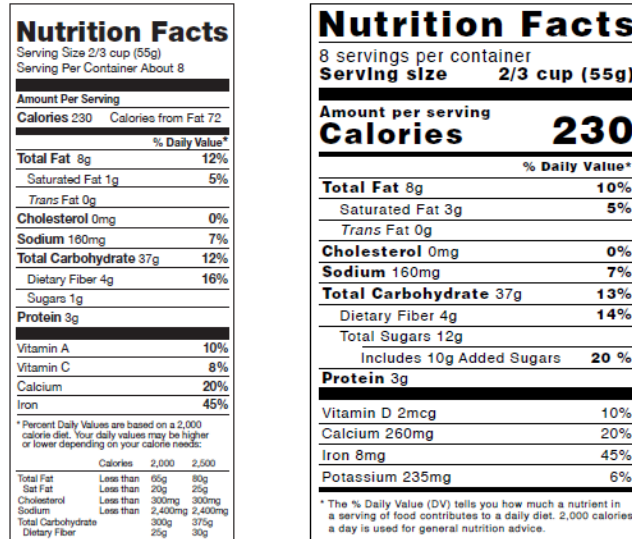 Nutrition Facts
Serving Size 2/3 cup (55g)
Serving Per Container About 8
Amount Per Serving
Calories 230 Calories from Fat 72
% Daily Value*
Total Fat 8g 12%
Saturated Fat 1g 5%
Trans Fat 0g
Cholesterol 0mg 0%
Sodium 160mg 7%
Total Carbohydrate 37g 12%
Dietary Fiber 4g 16%
Sugars 1g
Protein 3g
Vitamin A 10%
Vitamin C 8%
Calcium 20%
Iron 45%
* Percent Daily Values are based on a 2,000
calorie diet. Your daily values may be higher
or lower depending on your calorie needs:
Calories 2,000 2,500
Total Fat Less than 65g 80g
Sat Fat Less than 20g 25g
Cholesterol Less than 300mg 300mg
Sodium Less than 2,400mg 2,400mg
Total Carbohydrate 300g 375g
Dietary Fiber 25g 30g
Nutrition Facts
8 servings per container
Serving size 2/3 cup (55g)
Amount per serving
Calories 230
% Daily Value*
Total Fat 8g 10%
Saturated Fat 3g 5%
Trans Fat 0g
Cholesterol 0mg 0%
Sodium 160mg 7%
Total Carbohydrate 37g 13%
Dietary Fiber 4g 14%
Total Sugars 12g
Includes 10g Added Sugars 20 %
Protein 3g
Vitamin D 2mcg 10%
Calcium 260mg 20%
Iron 8mg 45%
Potassium 235mg 6%
* The % Daily Value (DV) tells you how much a nutrient in
a serving of food contributes to a daily diet. 2,000 calories
a day is used for general nutrition advice.